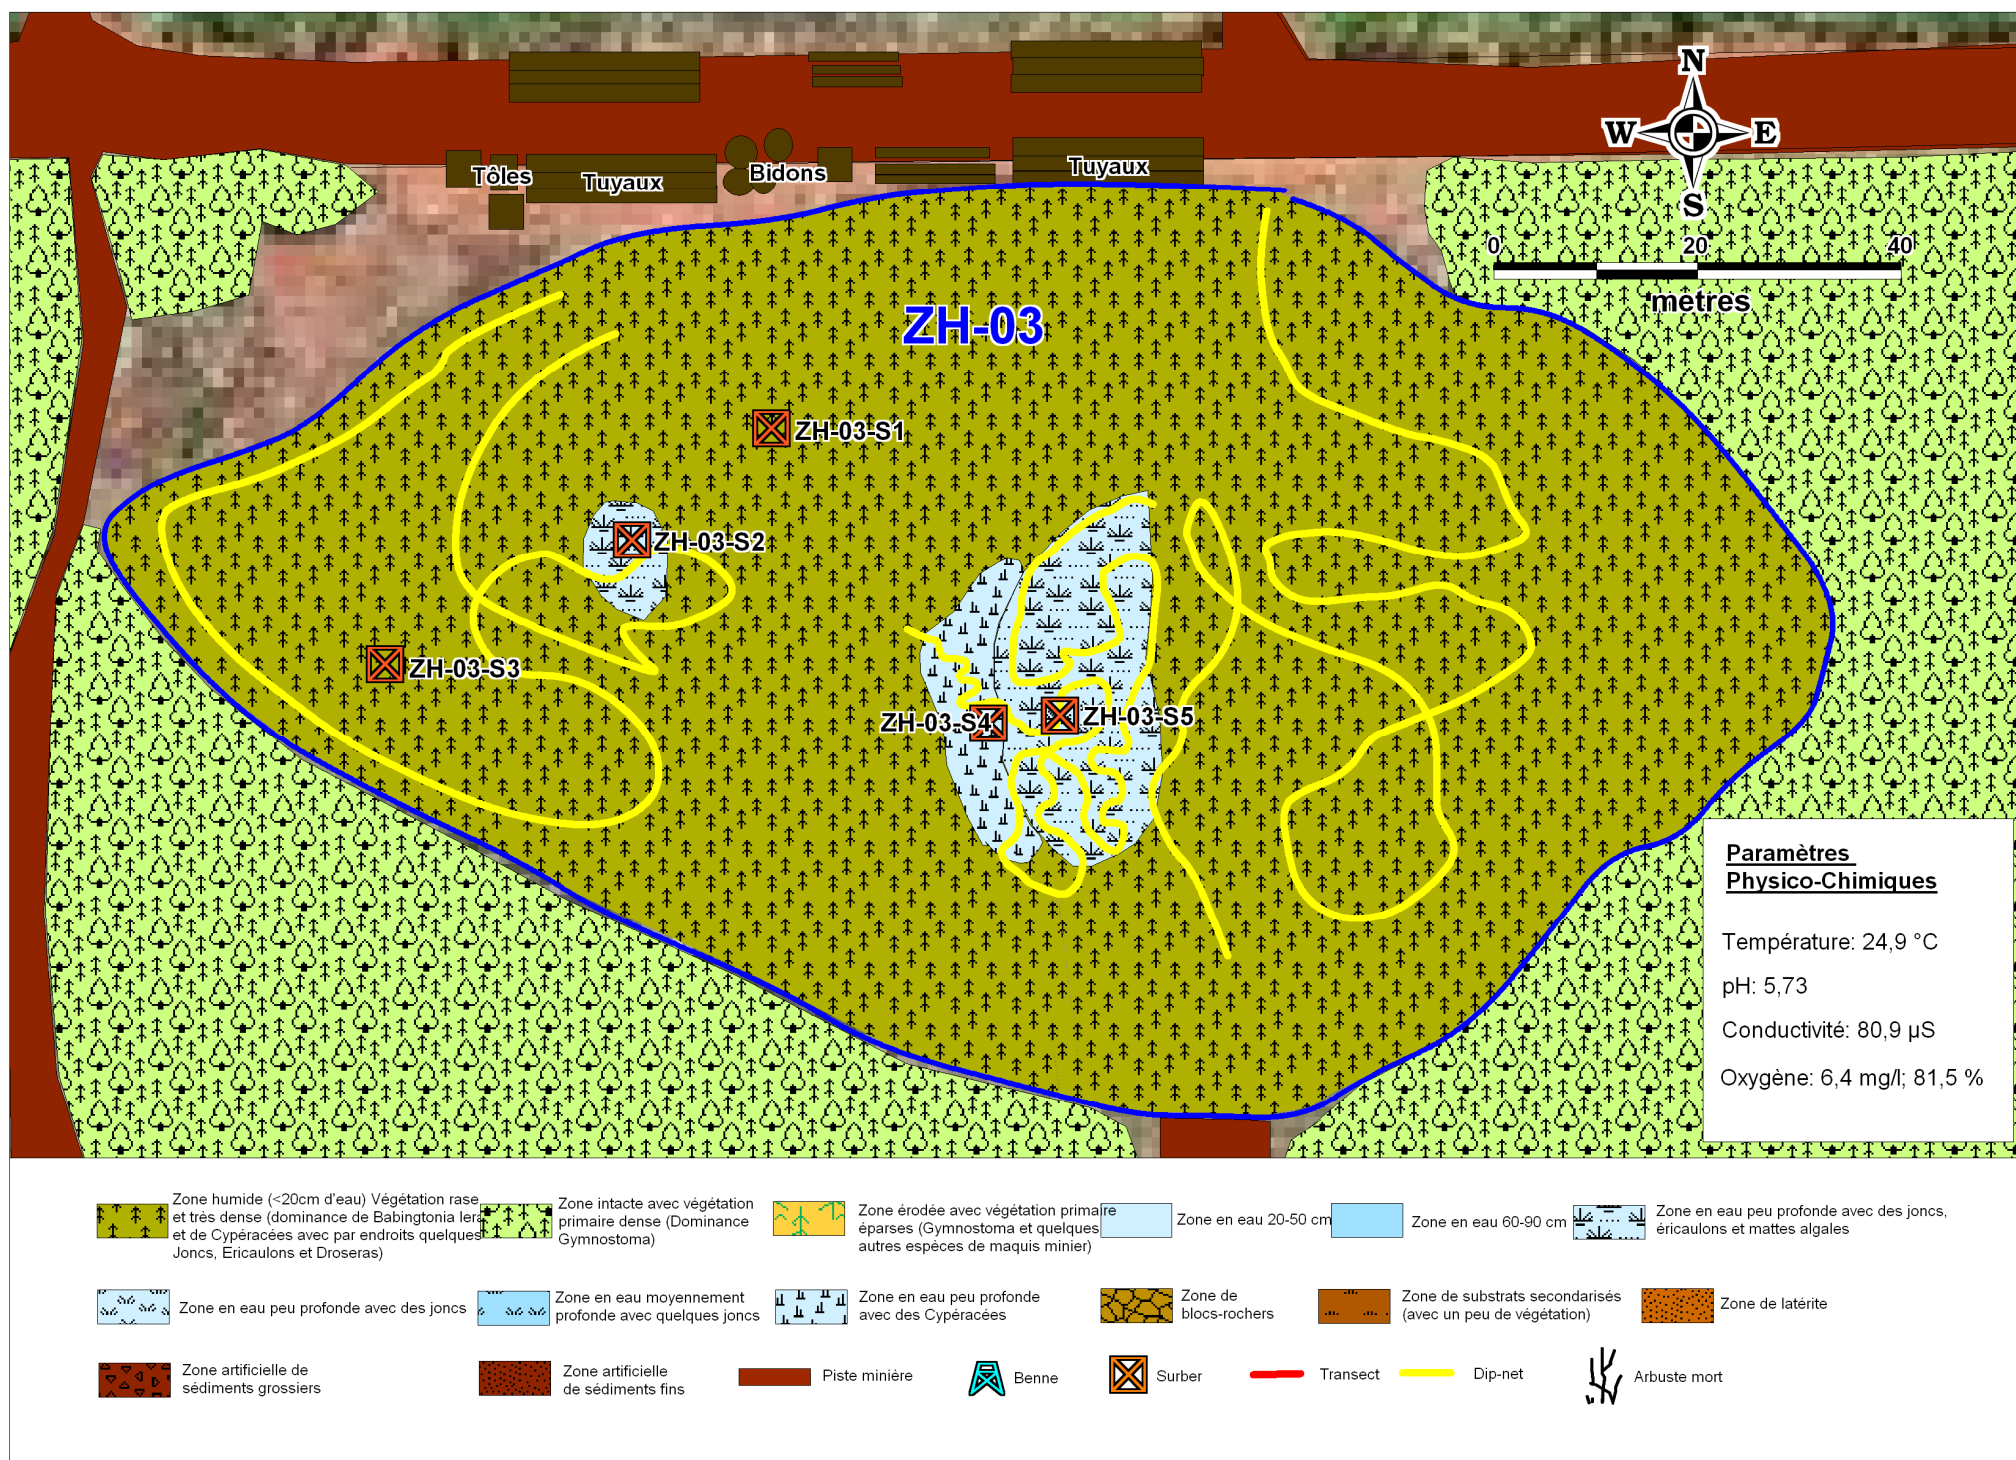 N
W E
S
Tôles
Tuyaux
Bidons
Tuyaux
0 20 40
metres
ZH-03
ZH-03-S1
ZH-03-S2
ZH-03-S3
ZH-03-S4
ZH-03-S5
Paramètres
Physico-Chimiques
Température: 24,9 °C
pH: 5,73
Conductivité: 80,9 µS
Oxygène: 6,4 mg/l; 81,5 %
Zone humide (<20cm d'eau) Végétation rase
et très dense (dominance de Babingtonia lera
et de Cypéracées avec par endroits quelques
Joncs, Ericaulons et Droseras)
Zone intacte avec végétation
primaire dense (Dominance
Gymnostoma)
Zone érodée avec végétation primaire
éparses (Gymnostoma et quelques
autres espèces de maquis minier)
Zone en eau 20-50 cm
Zone en eau 60-90 cm
Zone en eau peu profonde avec des joncs,
éricaulons et mattes algales
Zone en eau peu profonde avec des joncs
Zone en eau moyennement
profonde avec quelques joncs
Zone en eau peu profonde
avec des Cypéracées
Zone de
blocs-rochers
Zone de substrats secondarisés
(avec un peu de végétation)
Zone de latérite
Zone artificielle de
sédiments grossiers
Zone artificielle
de sédiments fins
Piste minière
Benne
Surber
Transect
Dip-net
Arbuste mort